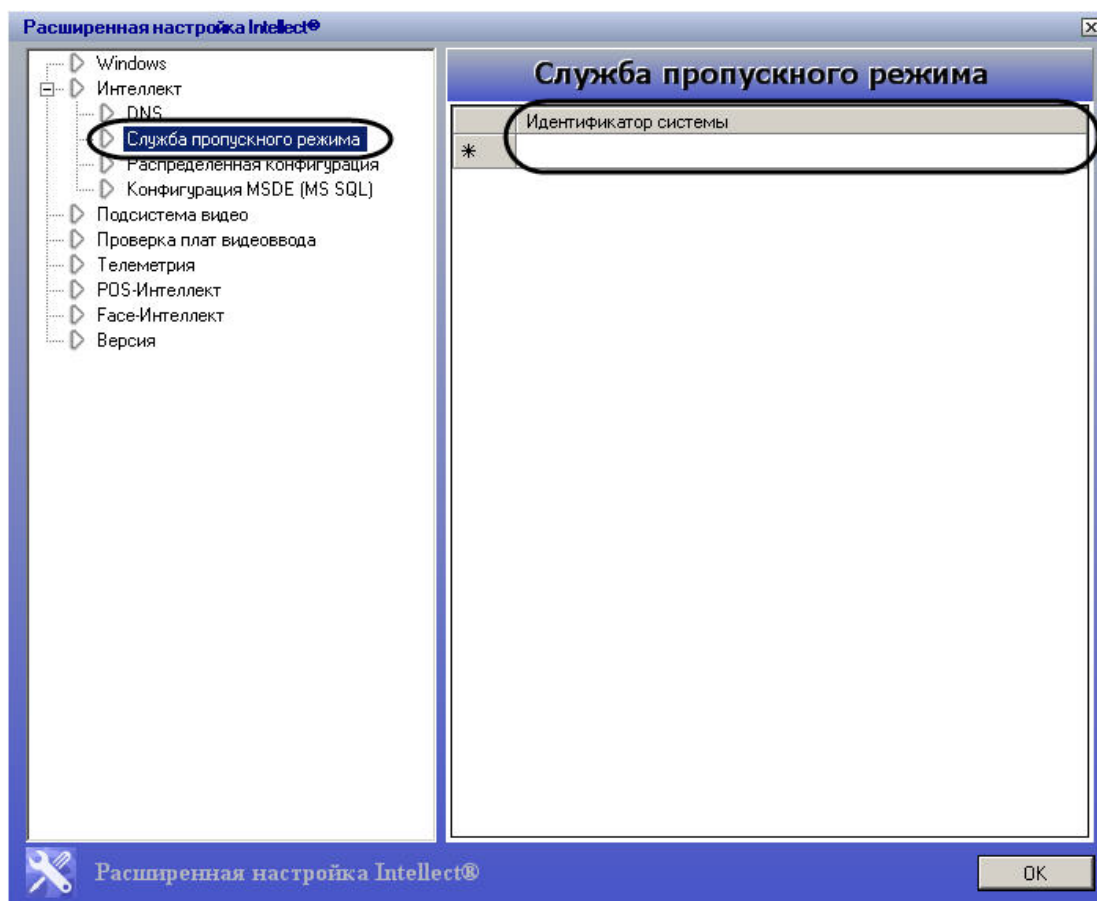 Расширенная настройка Intellect®
Windows
Интеллект
DNS
Служба пропускного режима
Распределенная конфигурация
Конфигурация MSDE (MS SQL)
Подсистема видео
Проверка плат видеоввода
Телеметрия
POS-Интеллект
Face-Интеллект
Версия
Служба пропускного режима
Идентификатор системы
*
Расширенная настройка Intellect®
OK